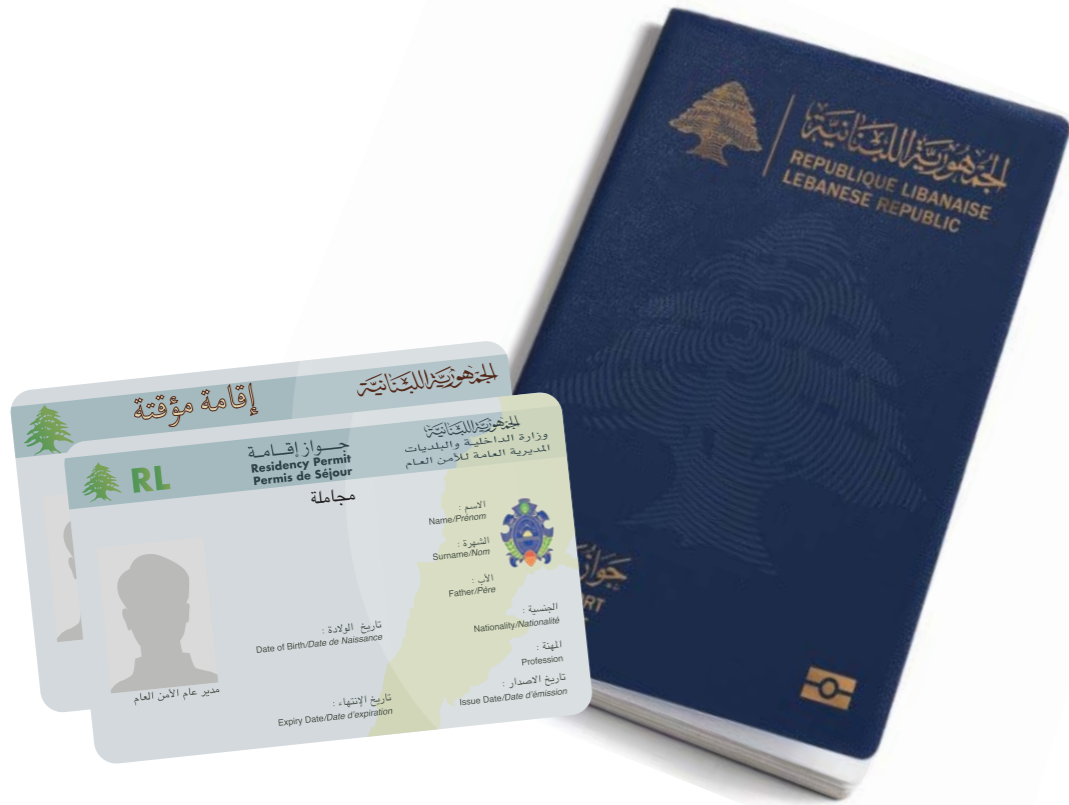 الجمهورية اللبنانية
REPUBLIQUE LIBANAISE
LEBANESE REPUBLIC
جواز
RT
إقامة مؤقتة
الجمهورية اللبنانية
الجمهورية اللبنانية
وزارة الداخلية والبلديات
المديرية العامة للأمن العام
جــواز إقــامــة
Residency Permit
Permis de Séjour
RL
مجاملة
الاسم :
Name/Prénom
الشهرة :
Surname/Nom
الأب :
Father/Père
تاريخ الولادة :
Date of Birth/Date de Naissance
الجنسية :
Nationality/Nationalité
المهنة :
Profession
تاريخ الاصدار :
Issue Date/Date d'émission
تاريخ الإنتهاء :
Expiry Date/Date d'expiration
مدير عام الأمن العام